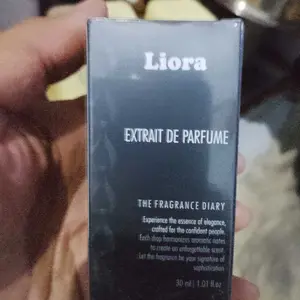 Liora
EXTRAIT DE PARFUME
THE FRAGRANCE DIARY
Experience the essence of elegance,
crafted for the confident people.
Each drop harmonizes aromatic notes
to create an unforgettable scent.
Let the fragrance be your signature of
sophistication
30 ml | 1.01 fl.oz